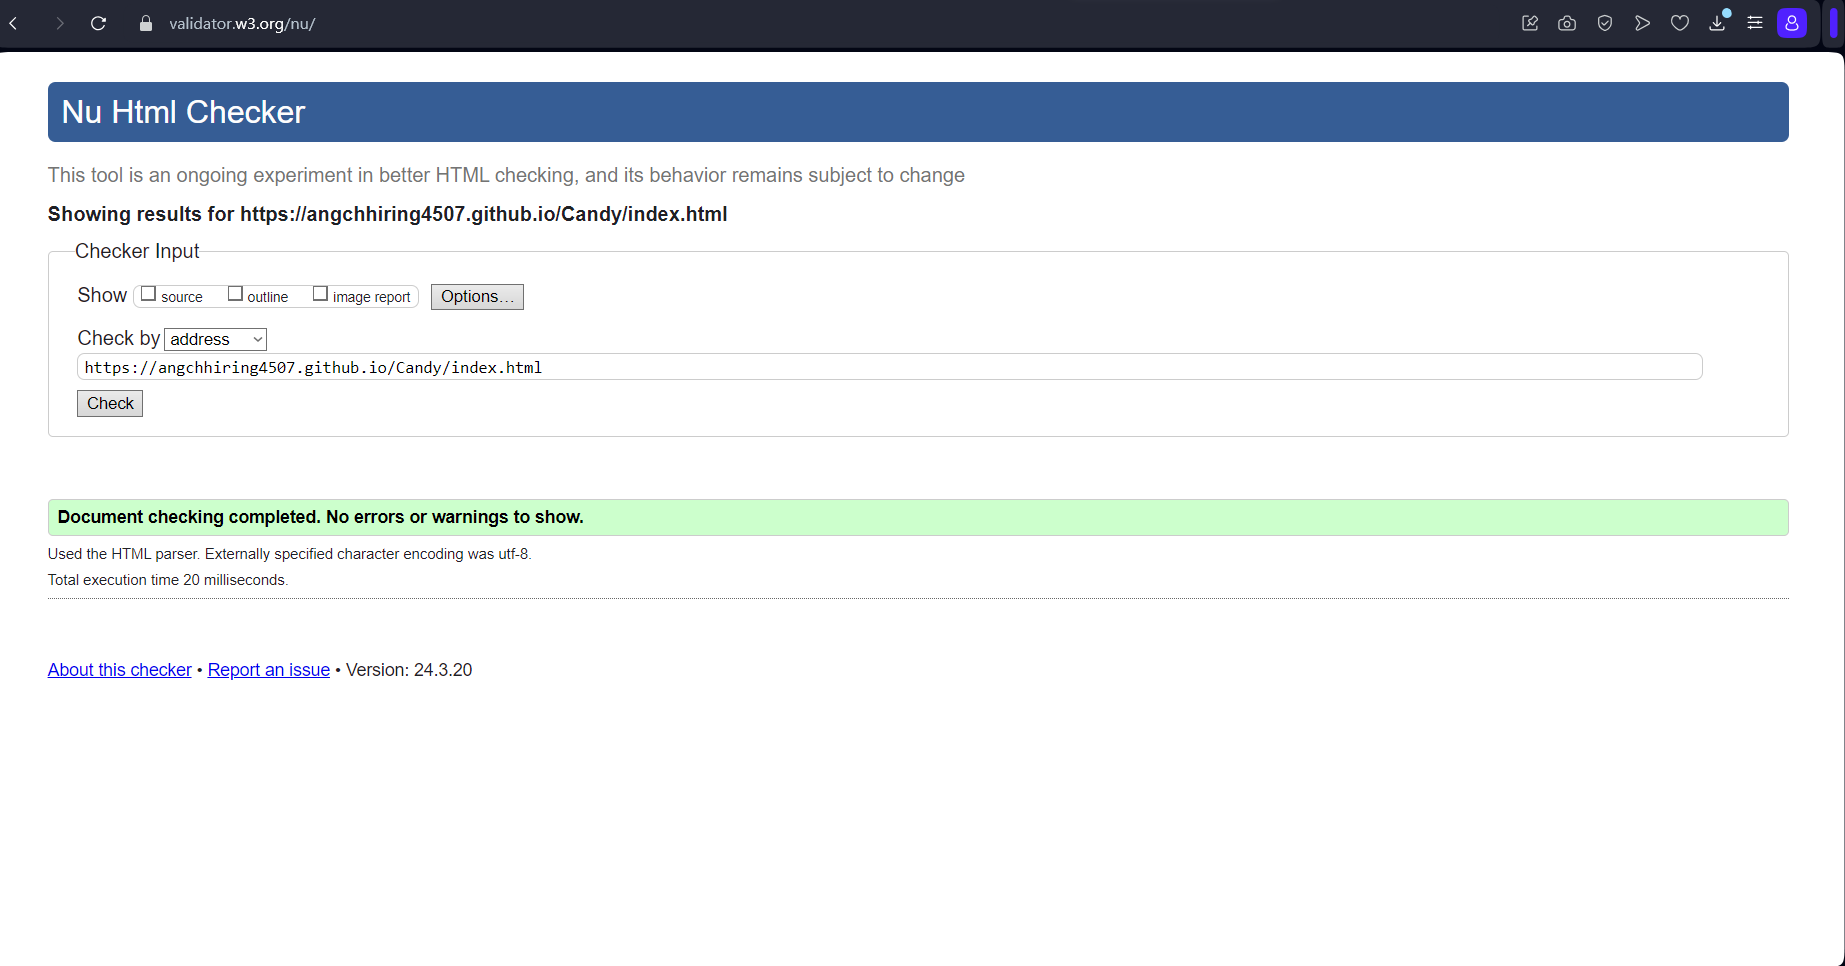 validator.w3.org/nu/
Nu Html Checker
This tool is an ongoing experiment in better HTML checking, and its behavior remains subject to change
Showing results for https://angchhiring4507.github.io/Candy/index.html
Checker Input
Show source outline image report Options...
Check by address
https://angchhiring4507.github.io/Candy/index.html
Check
Document checking completed. No errors or warnings to show.
Used the HTML parser. Externally specified character encoding was utf-8.
Total execution time 20 milliseconds.
About this checker • Report an issue • Version: 24.3.20